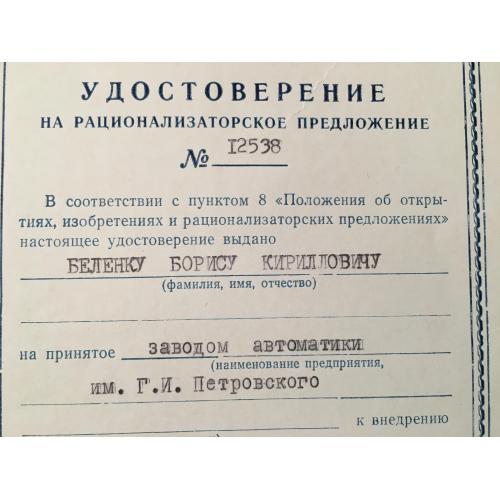 УДОСТОВЕРЕНИЕ
НА РАЦИОНАЛИЗАТОРСКОЕ ПРЕДЛОЖЕНИЕ
№ I2538
В соответствии с пунктом 8 «Положения об откры-
тиях, изобретениях и рационализаторских предложениях»
настоящее удостоверение выдано
БЕЛЕНКУ БОРИСУ КИРИЛЛОВИЧУ
(фамилия, имя, отчество)
на принятое заводом автоматики
(наименование предприятия,
им. Г.И. Петровского
к внедрению